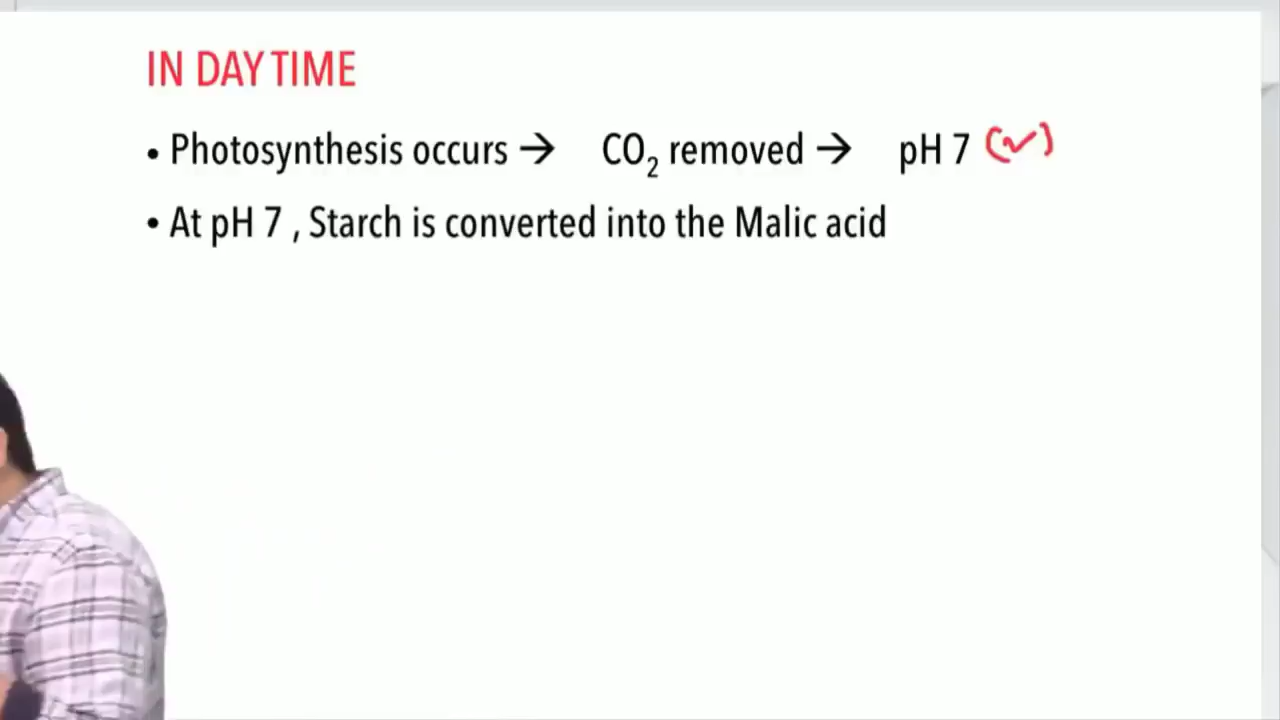 IN DAY TIME
• Photosynthesis occurs → CO₂ removed → pH 7 (✓)
• At pH 7 , Starch is converted into the Malic acid